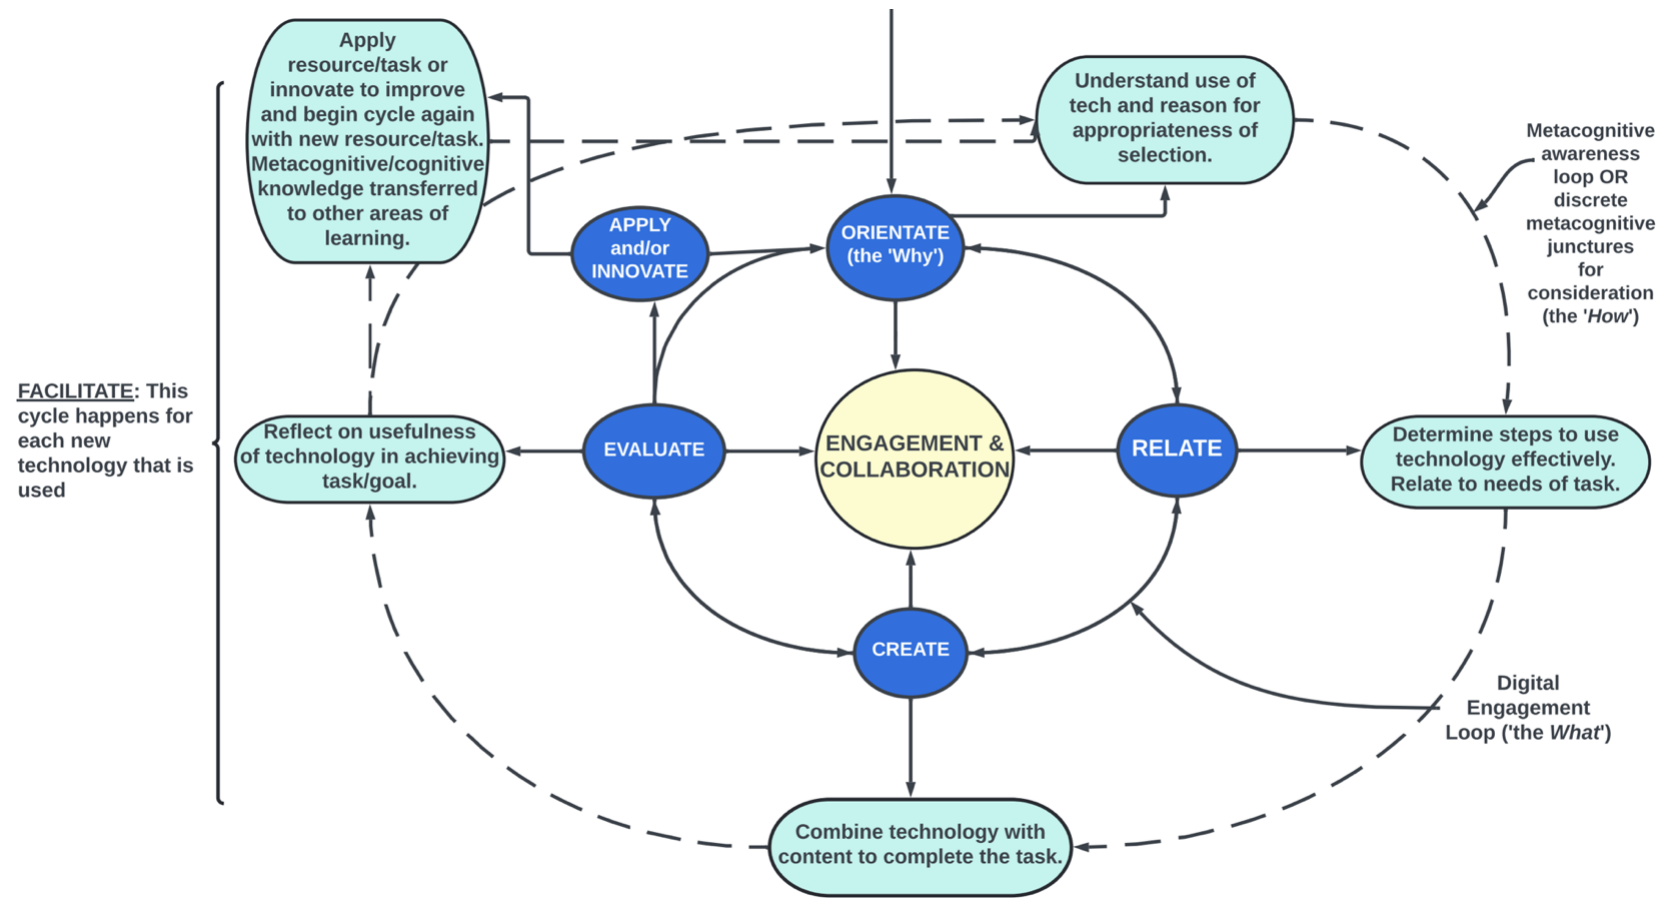 Apply
resource/task or
innovate to improve
and begin cycle again
with new resource/task.
Metacognitive/cognitive
knowledge transferred
to other areas of
learning.
Understand use of
tech and reason for
appropriateness of
selection.
Metacognitive
awareness
loop OR
discrete
metacognitive
junctures
for
consideration
(the 'How')
APPLY
and/or
INNOVATE
ORIENTATE
(the 'Why')
FACILITATE: This
cycle happens for
each new
technology that is
used
Reflect on usefulness
of technology in achieving
task/goal.
EVALUATE
ENGAGEMENT &
COLLABORATION
RELATE
Determine steps to use
technology effectively.
Relate to needs of task.
CREATE
Digital
Engagement
Loop ('the What')
Combine technology with
content to complete the task.